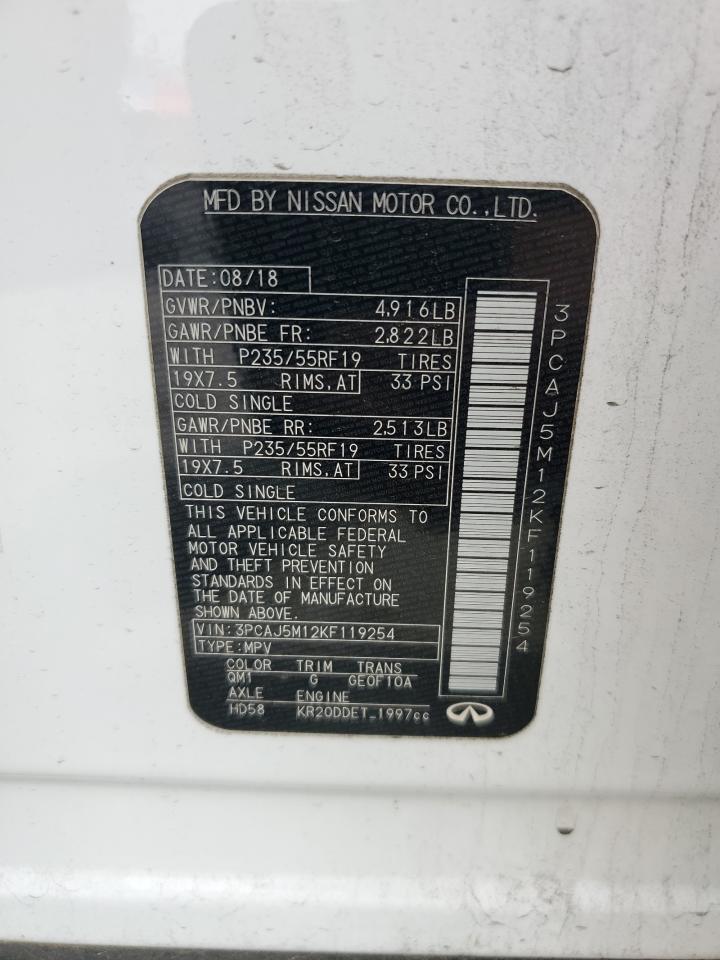 MFD BY NISSAN MOTOR CO.,LTD.
DATE:08/18
GVWR/PNBV: 4,916LB
GAWR/PNBE FR: 2,822LB
WITH P235/55RF19 TIRES
19X7.5 RIMS,AT 33 PSI
COLD SINGLE
GAWR/PNBE RR: 2,513LB
WITH P235/55RF19 TIRES
19X7.5 RIMS,AT 33 PSI
COLD SINGLE
THIS VEHICLE CONFORMS TO
ALL APPLICABLE FEDERAL
MOTOR VEHICLE SAFETY
AND THEFT PREVENTION
STANDARDS IN EFFECT ON
THE DATE OF MANUFACTURE
SHOWN ABOVE.
VIN:3PCAJ5M12KF119254
TYPE:MPV
COLOR TRIM TRANS
QM1 G GE0F10A
AXLE ENGINE
HD58 KR20DDET_1997cc
3PCAJ5M12KF119254